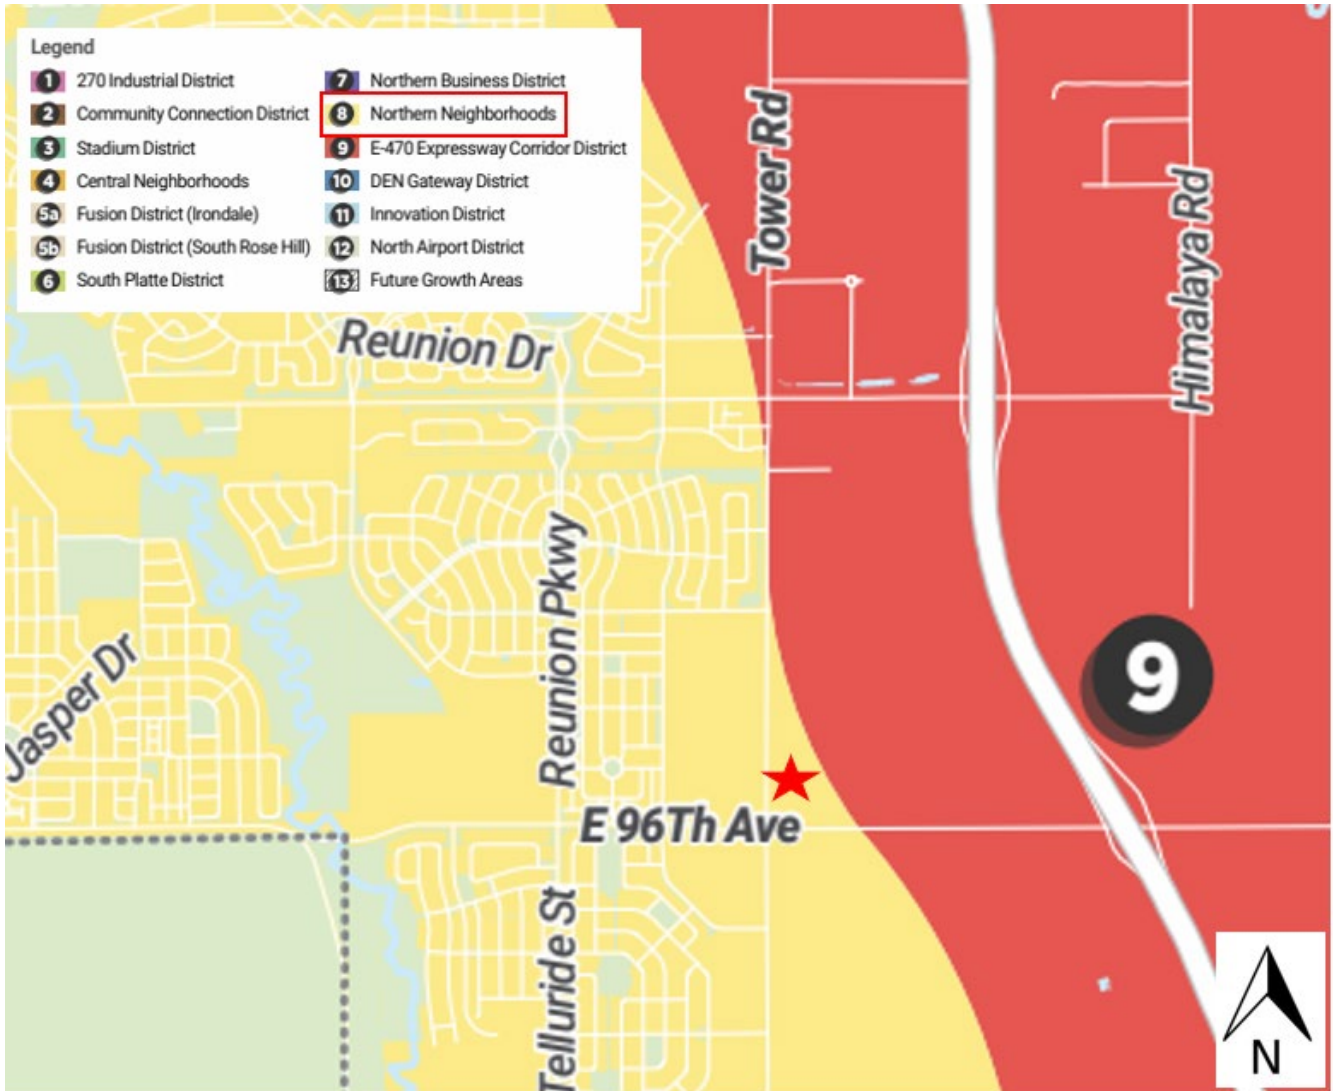 Legend
1 270 Industrial District
2 Community Connection District
3 Stadium District
4 Central Neighborhoods
5a Fusion District (Irondale)
5b Fusion District (South Rose Hill)
6 South Platte District
7 Northern Business District
8 Northern Neighborhoods
9 E-470 Expressway Corridor District
10 DEN Gateway District
11 Innovation District
12 North Airport District
13 Future Growth Areas
Tower Rd
Himalaya Rd
Reunion Dr
Reunion Pkwy
Jasper Dr
9
E 96Th Ave
Telluride St
N